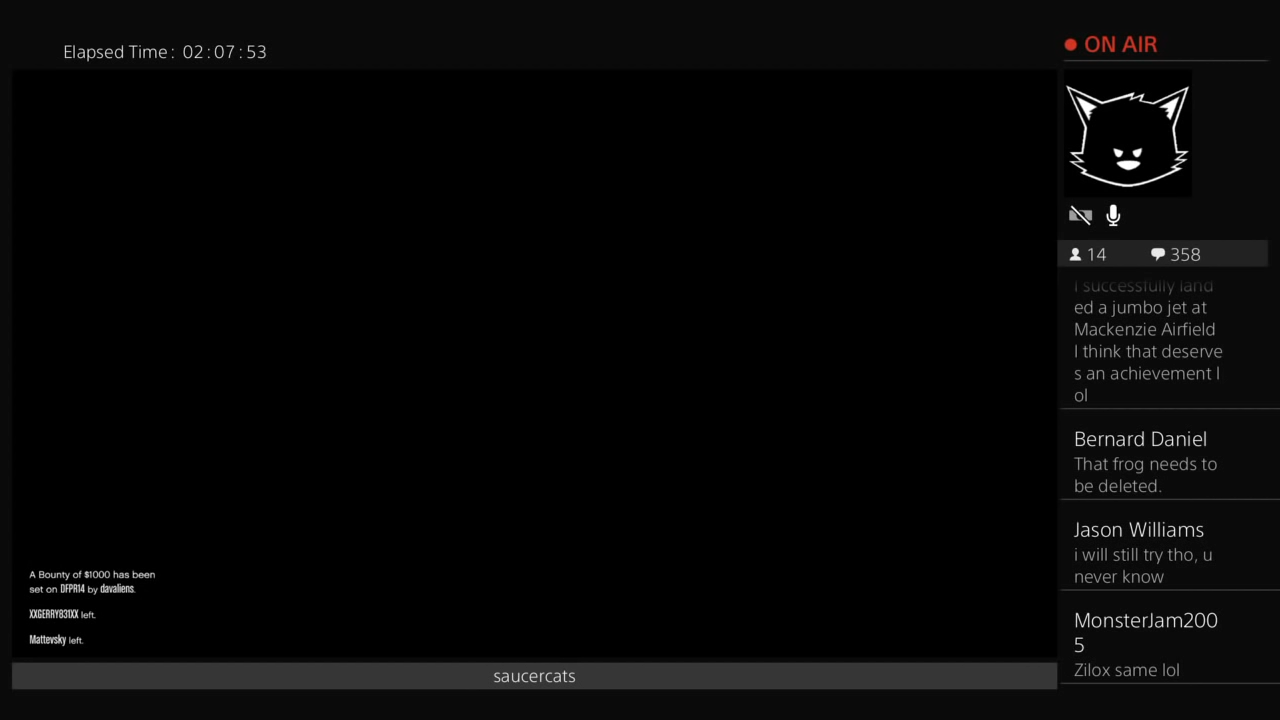 Elapsed Time: 02:07:53
ON AIR
14
358
I successfully land
ed a jumbo jet at
Mackenzie Airfield
I think that deserve
s an achievement l
ol
Bernard Daniel
That frog needs to
be deleted.
Jason Williams
i will still try tho, u
never know
MonsterJam200
5
Zilox same lol
A Bounty of $1000 has been
set on DFPR14 by davaliens.
XXGERRY831XX left.
Mattevsky left.
saucercats